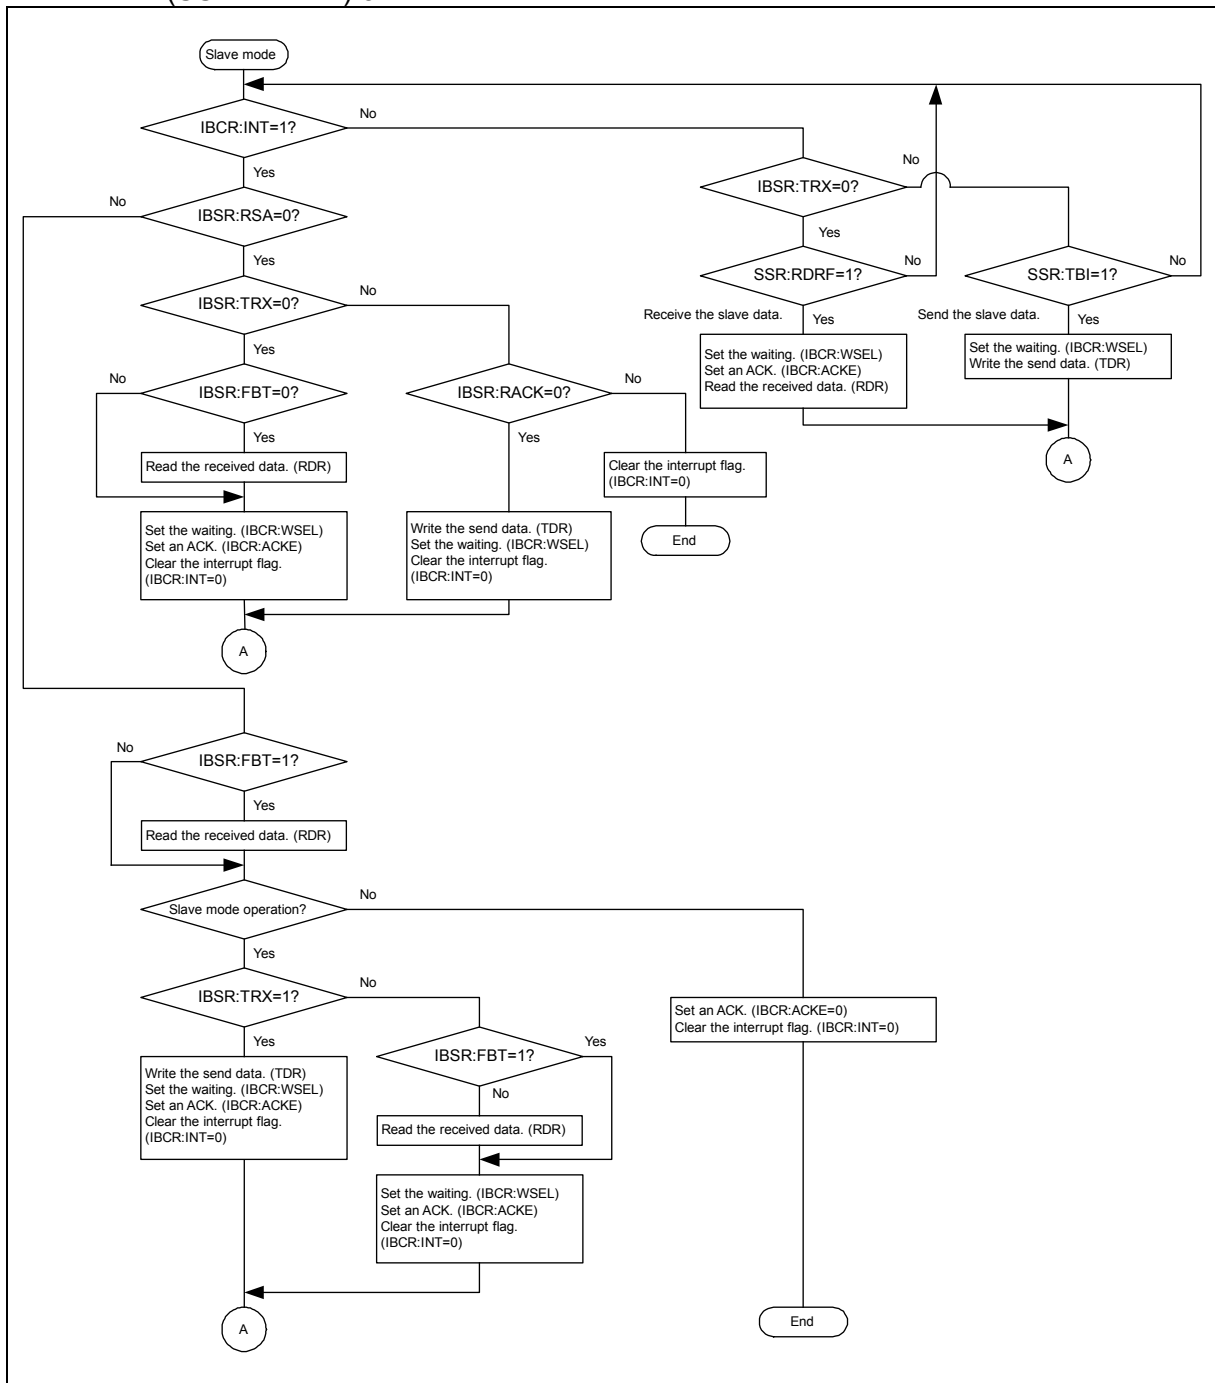 Slave mode
IBCR:INT=1?
No
Yes
No
IBSR:RSA=0?
Yes
IBSR:TRX=0?
No
Yes
No
IBSR:FBT=0?
Yes
Read the received data. (RDR)
Set the waiting. (IBCR:WSEL)
Set an ACK. (IBCR:ACKE)
Clear the interrupt flag.
(IBCR:INT=0)
A
IBSR:RACK=0?
No
Yes
Write the send data. (TDR)
Set the waiting. (IBCR:WSEL)
Clear the interrupt flag.
(IBCR:INT=0)
Clear the interrupt flag.
(IBCR:INT=0)
End
IBSR:TRX=0?
No
Yes
SSR:RDRF=1?
No
Receive the slave data.
Yes
Set the waiting. (IBCR:WSEL)
Set an ACK. (IBCR:ACKE)
Read the received data. (RDR)
SSR:TBI=1?
No
Send the slave data.
Yes
Set the waiting. (IBCR:WSEL)
Write the send data. (TDR)
A
No
IBSR:FBT=1?
Yes
Read the received data. (RDR)
Slave mode operation?
No
Yes
IBSR:TRX=1?
No
Yes
Write the send data. (TDR)
Set the waiting. (IBCR:WSEL)
Set an ACK. (IBCR:ACKE)
Clear the interrupt flag.
(IBCR:INT=0)
IBSR:FBT=1?
Yes
No
Read the received data. (RDR)
Set the waiting. (IBCR:WSEL)
Set an ACK. (IBCR:ACKE)
Clear the interrupt flag.
(IBCR:INT=0)
A
Set an ACK. (IBCR:ACKE=0)
Clear the interrupt flag. (IBCR:INT=0)
End